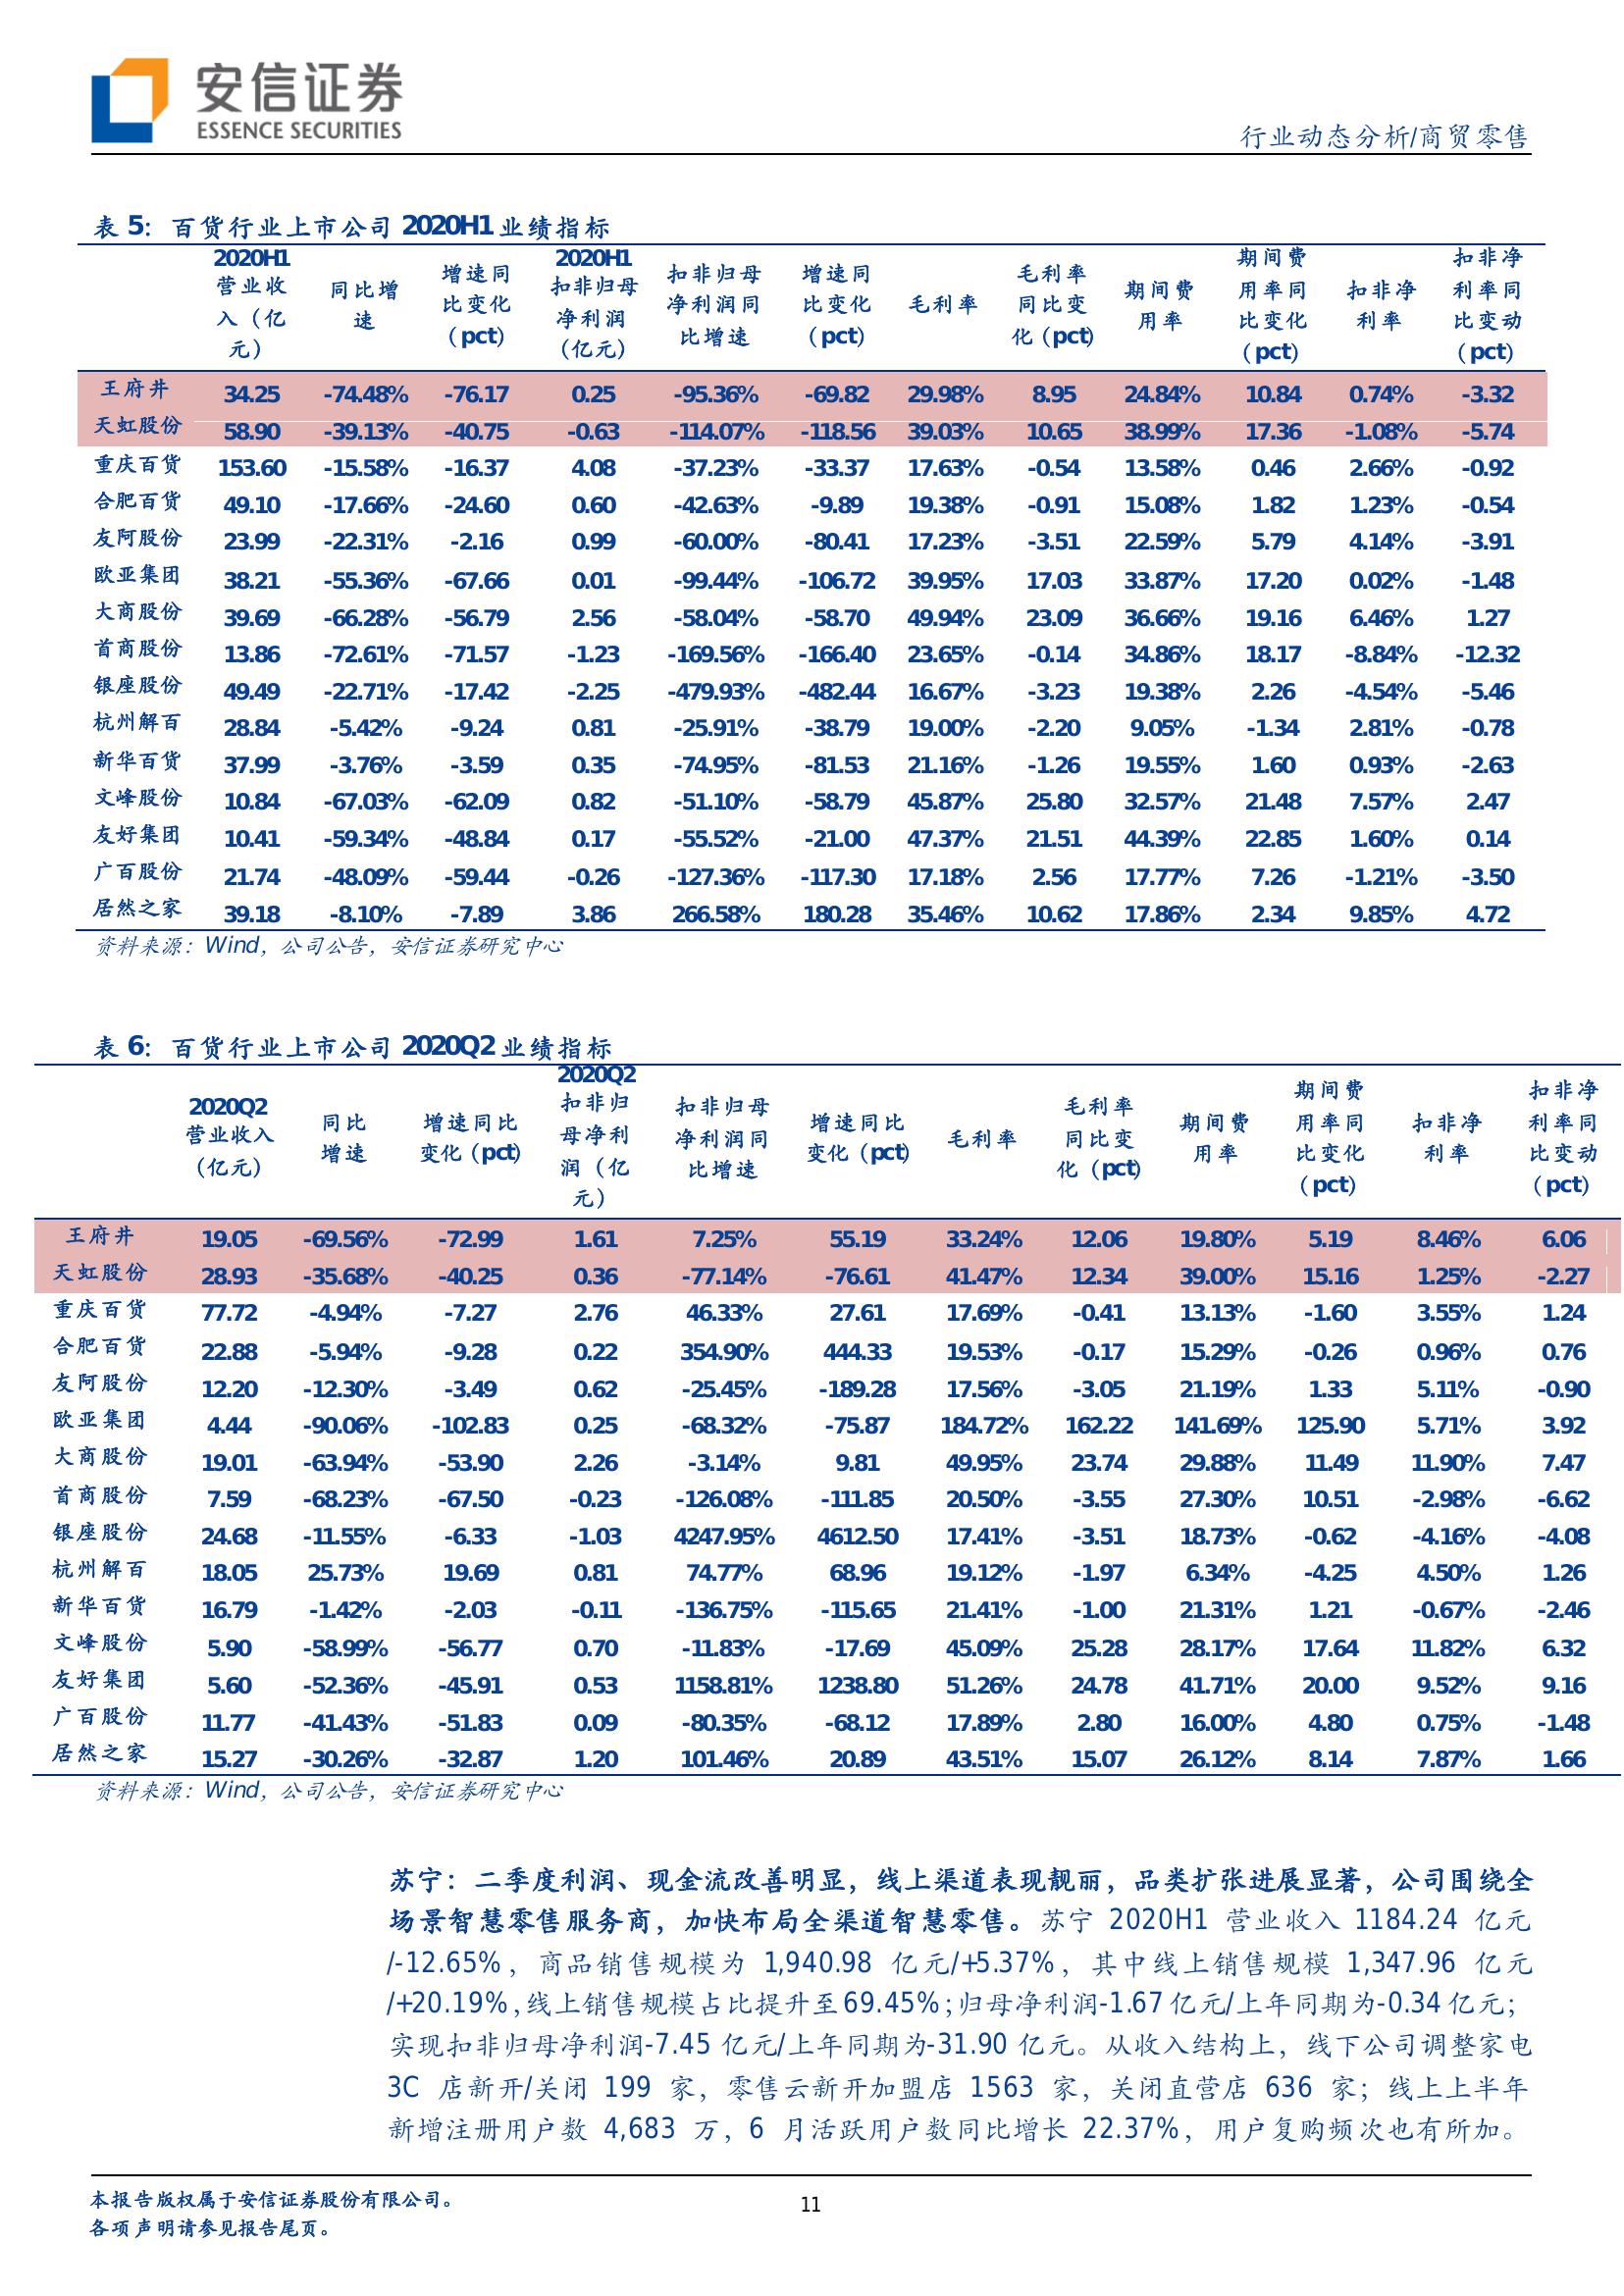 安信证券
ESSENCE SECURITIES
行业动态分析/商贸零售
表 5：百货行业上市公司 2020H1 业绩指标
2020H1 营业收入（亿元） 同比增速 增速同比变化（pct） 2020H1 扣非归母净利润（亿元） 扣非归母净利润同比增速 增速同比变化（pct） 毛利率 毛利率同比变化（pct） 期间费用率 期间费用率同比变化（pct） 扣非净利率 扣非净利率同比变动（pct）
王府井 34.25 -74.48% -76.17 0.25 -95.36% -69.82 29.98% 8.95 24.84% 10.84 0.74% -3.32
天虹股份 58.90 -39.13% -40.75 -0.63 -114.07% -118.56 39.03% 10.65 38.99% 17.36 -1.08% -5.74
重庆百货 153.60 -15.58% -16.37 4.08 -37.23% -33.37 17.63% -0.54 13.58% 0.46 2.66% -0.92
合肥百货 49.10 -17.66% -24.60 0.60 -42.63% -9.89 19.38% -0.91 15.08% 1.82 1.23% -0.54
友阿股份 23.99 -22.31% -2.16 0.99 -60.00% -80.41 17.23% -3.51 22.59% 5.79 4.14% -3.91
欧亚集团 38.21 -55.36% -67.66 0.01 -99.44% -106.72 39.95% 17.03 33.87% 17.20 0.02% -1.48
大商股份 39.69 -66.28% -56.79 2.56 -58.04% -58.70 49.94% 23.09 36.66% 19.16 6.46% 1.27
首商股份 13.86 -72.61% -71.57 -1.23 -169.56% -166.40 23.65% -0.14 34.86% 18.17 -8.84% -12.32
银座股份 49.49 -22.71% -17.42 -2.25 -479.93% -482.44 16.67% -3.23 19.38% 2.26 -4.54% -5.46
杭州解百 28.84 -5.42% -9.24 0.81 -25.91% -38.79 19.00% -2.20 9.05% -1.34 2.81% -0.78
新华百货 37.99 -3.76% -3.59 0.35 -74.95% -81.53 21.16% -1.26 19.55% 1.60 0.93% -2.63
文峰股份 10.84 -67.03% -62.09 0.82 -51.10% -58.79 45.87% 25.80 32.57% 21.48 7.57% 2.47
友好集团 10.41 -59.34% -48.84 0.17 -55.52% -21.00 47.37% 21.51 44.39% 22.85 1.60% 0.14
广百股份 21.74 -48.09% -59.44 -0.26 -127.36% -117.30 17.18% 2.56 17.77% 7.26 -1.21% -3.50
居然之家 39.18 -8.10% -7.89 3.86 266.58% 180.28 35.46% 10.62 17.86% 2.34 9.85% 4.72
资料来源：Wind，公司公告，安信证券研究中心
表 6：百货行业上市公司 2020Q2 业绩指标
2020Q2 营业收入（亿元） 同比增速 增速同比变化（pct） 2020Q2 扣非归母净利润（亿元） 扣非归母净利润同比增速 增速同比变化（pct） 毛利率 毛利率同比变化（pct） 期间费用率 期间费用率同比变化（pct） 扣非净利率 扣非净利率同比变动（pct）
王府井 19.05 -69.56% -72.99 1.61 7.25% 55.19 33.24% 12.06 19.80% 5.19 8.46% 6.06
天虹股份 28.93 -35.68% -40.25 0.36 -77.14% -76.61 41.47% 12.34 39.00% 15.16 1.25% -2.27
重庆百货 77.72 -4.94% -7.27 2.76 46.33% 27.61 17.69% -0.41 13.13% -1.60 3.55% 1.24
合肥百货 22.88 -5.94% -9.28 0.22 354.90% 444.33 19.53% -0.17 15.29% -0.26 0.96% 0.76
友阿股份 12.20 -12.30% -3.49 0.62 -25.45% -189.28 17.56% -3.05 21.19% 1.33 5.11% -0.90
欧亚集团 4.44 -90.06% -102.83 0.25 -68.32% -75.87 184.72% 162.22 141.69% 125.90 5.71% 3.92
大商股份 19.01 -63.94% -53.90 2.26 -3.14% 9.81 49.95% 23.74 29.88% 11.49 11.90% 7.47
首商股份 7.59 -68.23% -67.50 -0.23 -126.08% -111.85 20.50% -3.55 27.30% 10.51 -2.98% -6.62
银座股份 24.68 -11.55% -6.33 -1.03 4247.95% 4612.50 17.41% -3.51 18.73% -0.62 -4.16% -4.08
杭州解百 18.05 25.73% 19.69 0.81 74.77% 68.96 19.12% -1.97 6.34% -4.25 4.50% 1.26
新华百货 16.79 -1.42% -2.03 -0.11 -136.75% -115.65 21.41% -1.00 21.31% 1.21 -0.67% -2.46
文峰股份 5.90 -58.99% -56.77 0.70 -11.83% -17.69 45.09% 25.28 28.17% 17.64 11.82% 6.32
友好集团 5.60 -52.36% -45.91 0.53 1158.81% 1238.80 51.26% 24.78 41.71% 20.00 9.52% 9.16
广百股份 11.77 -41.43% -51.83 0.09 -80.35% -68.12 17.89% 2.80 16.00% 4.80 0.75% -1.48
居然之家 15.27 -30.26% -32.87 1.20 101.46% 20.89 43.51% 15.07 26.12% 8.14 7.87% 1.66
资料来源：Wind，公司公告，安信证券研究中心
苏宁：二季度利润、现金流改善明显，线上渠道表现靓丽，品类扩张进展显著，公司围绕全
场景智慧零售服务商，加快布局全渠道智慧零售。苏宁 2020H1 营业收入 1184.24 亿元
/-12.65%，商品销售规模为 1,940.98 亿元/+5.37%，其中线上销售规模 1,347.96 亿元
/+20.19%,线上销售规模占比提升至69.45%;归母净利润-1.67亿元/上年同期为-0.34亿元；
实现扣非归母净利润-7.45 亿元/上年同期为-31.90 亿元。从收入结构上，线下公司调整家电
3C 店新开/关闭 199 家，零售云新开加盟店 1563 家，关闭直营店 636 家；线上上半年
新增注册用户数 4,683 万，6 月活跃用户数同比增长 22.37%，用户复购频次也有所加。
本报告版权属于安信证券股份有限公司。
各项声明请参见报告尾页。
11